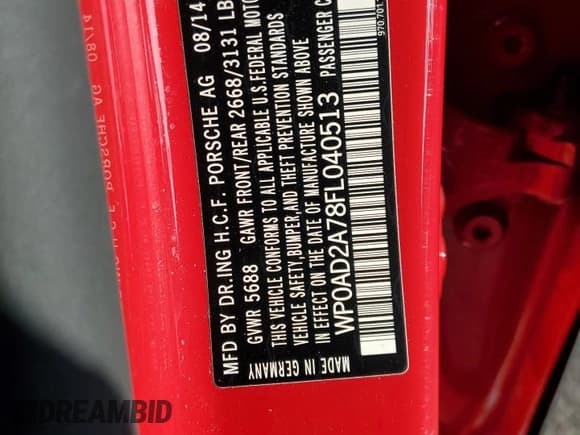 MFD BY DR.ING H.C.F. PORSCHE AG 08/14
GVWR 5688 GAWR FRONT/REAR 2668/3131 LB
THIS VEHICLE CONFORMS TO ALL APPLICABLE U.S.FEDERAL MOTO
VEHICLE SAFETY,BUMPER,AND THEFT PREVENTION STANDARDS
IN EFFECT ON THE DATE OF MANUFACTURE SHOWN ABOVE
WP0AD2A78FL040513 PASSENGER C
MADE IN GERMANY
970.701.
DREAMBID